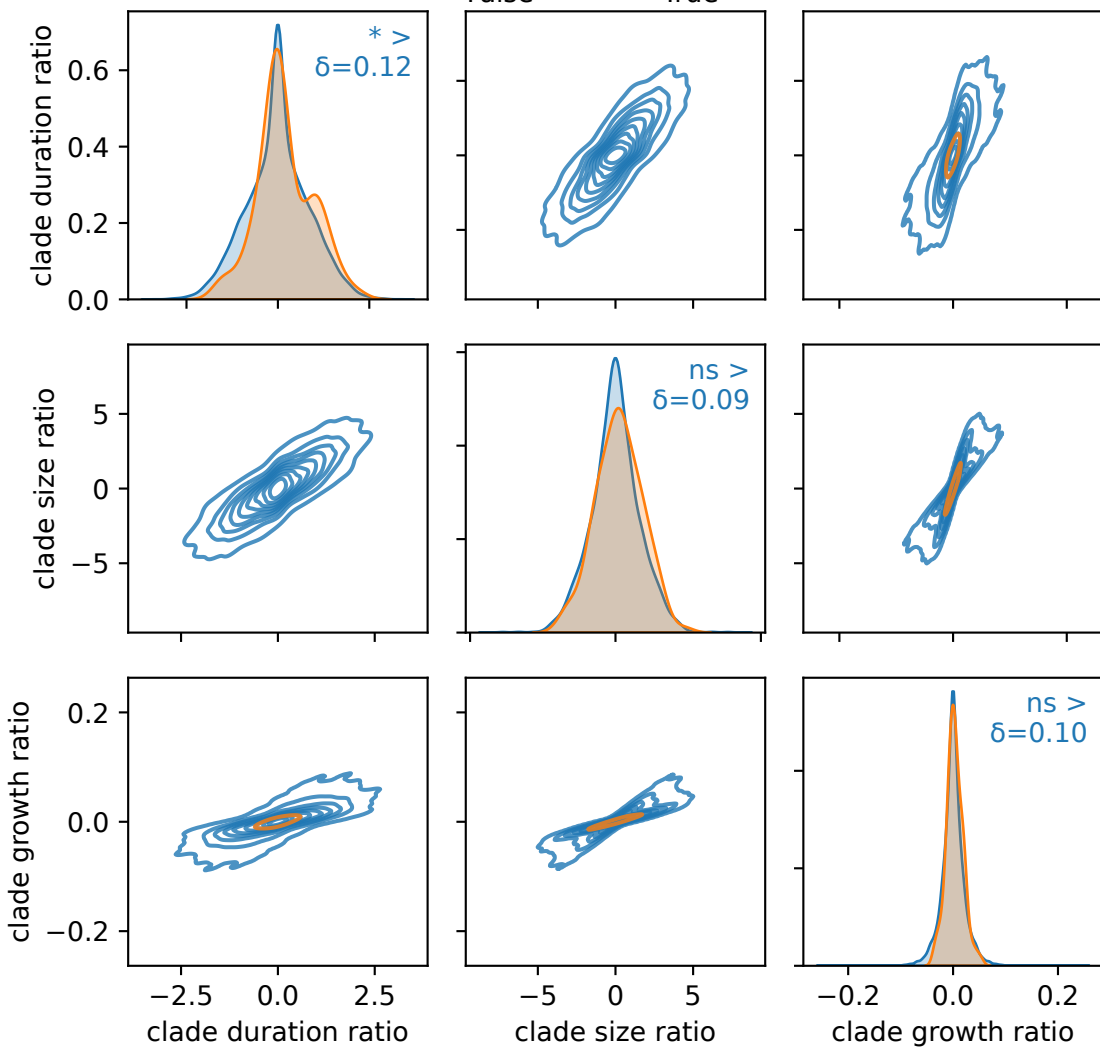 clade duration ratio
0.6
0.4
0.2
0.0
* >
δ=0.12
clade size ratio
5
0
−5
ns >
δ=0.09
clade growth ratio
0.2
0.0
−0.2
ns >
δ=0.10
−2.5 0.0 2.5
−5 0 5
−0.2 0.0 0.2
clade duration ratio
clade size ratio
clade growth ratio